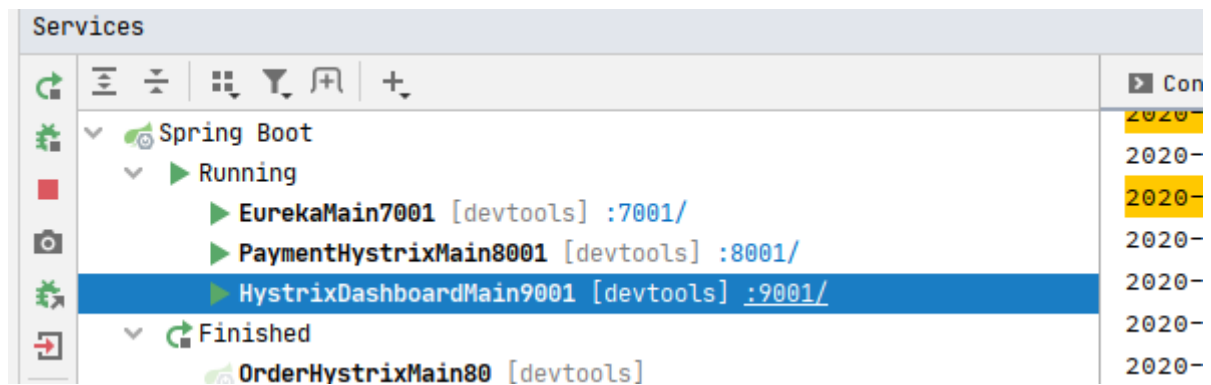 Services
Con
Spring Boot
2020-
Running
2020-
EurekaMain7001 [devtools] :7001/
2020-
PaymentHystrixMain8001 [devtools] :8001/
2020-
HystrixDashboardMain9001 [devtools] :9001/
2020-
Finished
2020-
OrderHystrixMain80 [devtools]
2020-